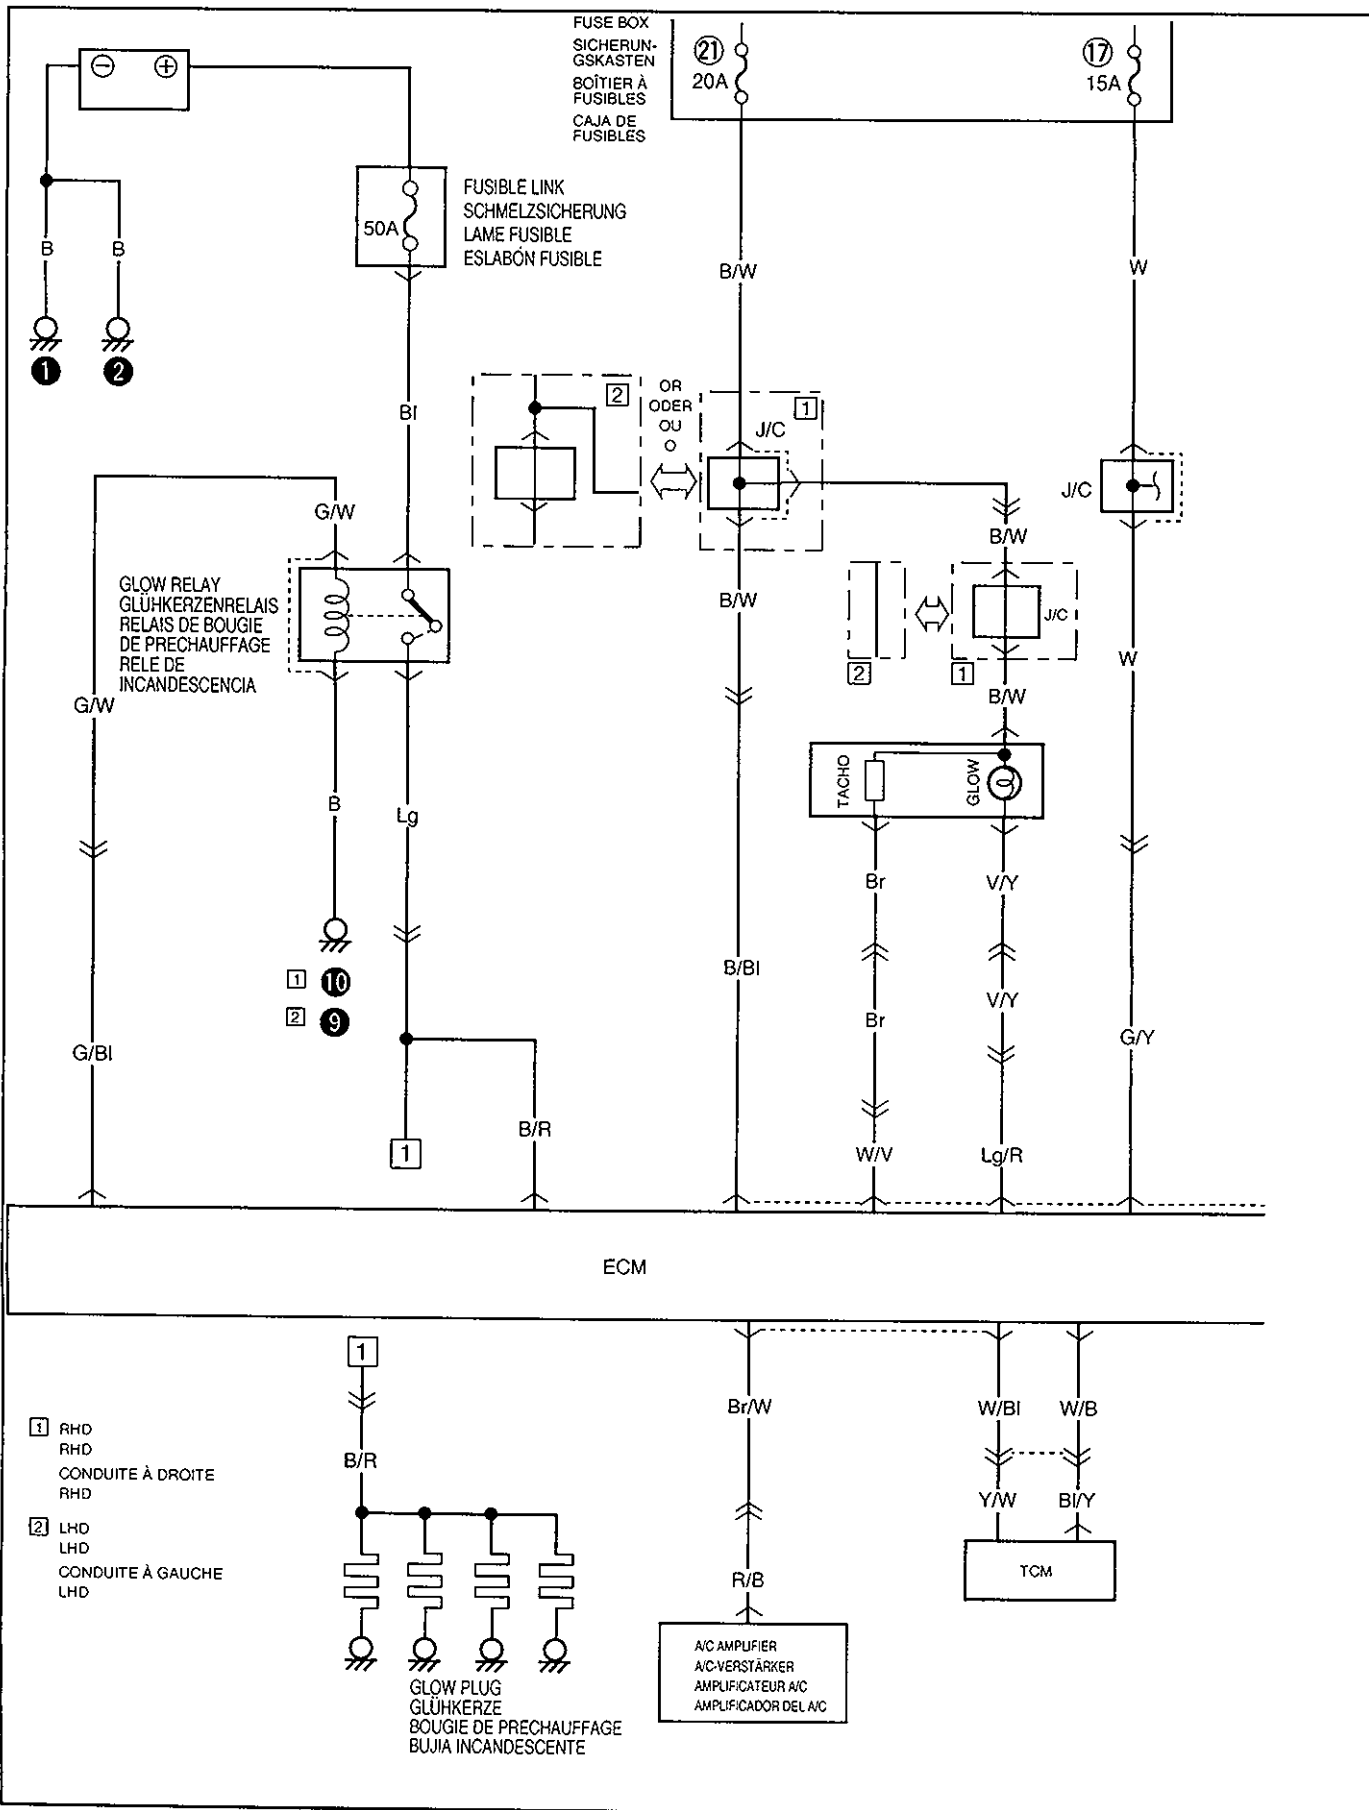 FUSE BOX
SICHERUN-
GSKASTEN
BOÎTIER À
FUSIBLES
CAJA DE
FUSIBLES
21
20A
17
15A
− +
50A
FUSIBLE LINK
SCHMELZSICHERUNG
LAME FUSIBLE
ESLABÓN FUSIBLE
B
B
B/W
W
1
2
Bl
2
OR
ODER
OU
O
1
J/C
J/C
G/W
B/W
GLOW RELAY
GLÜHKERZENRELAIS
RELAIS DE BOUGIE
DE PRECHAUFFAGE
RELE DE
INCANDESCENCIA
B/W
J/C
2
1
W
G/W
B/W
TACHO
GLOW
B
Lg
Br
V/Y
1 10
2 9
B/Bl
V/Y
Br
G/Bl
G/Y
B/R
1
W/V
Lg/R
ECM
1
Br/W
W/Bl
W/B
1 RHD
RHD
CONDUITE À DROITE
RHD
B/R
Y/W
Bl/Y
2 LHD
LHD
CONDUITE À GAUCHE
LHD
R/B
TCM
A/C AMPLIFIER
A/C-VERSTÄRKER
AMPLIFICATEUR A/C
AMPLIFICADOR DEL A/C
GLOW PLUG
GLÜHKERZE
BOUGIE DE PRECHAUFFAGE
BUJIA INCANDESCENTE